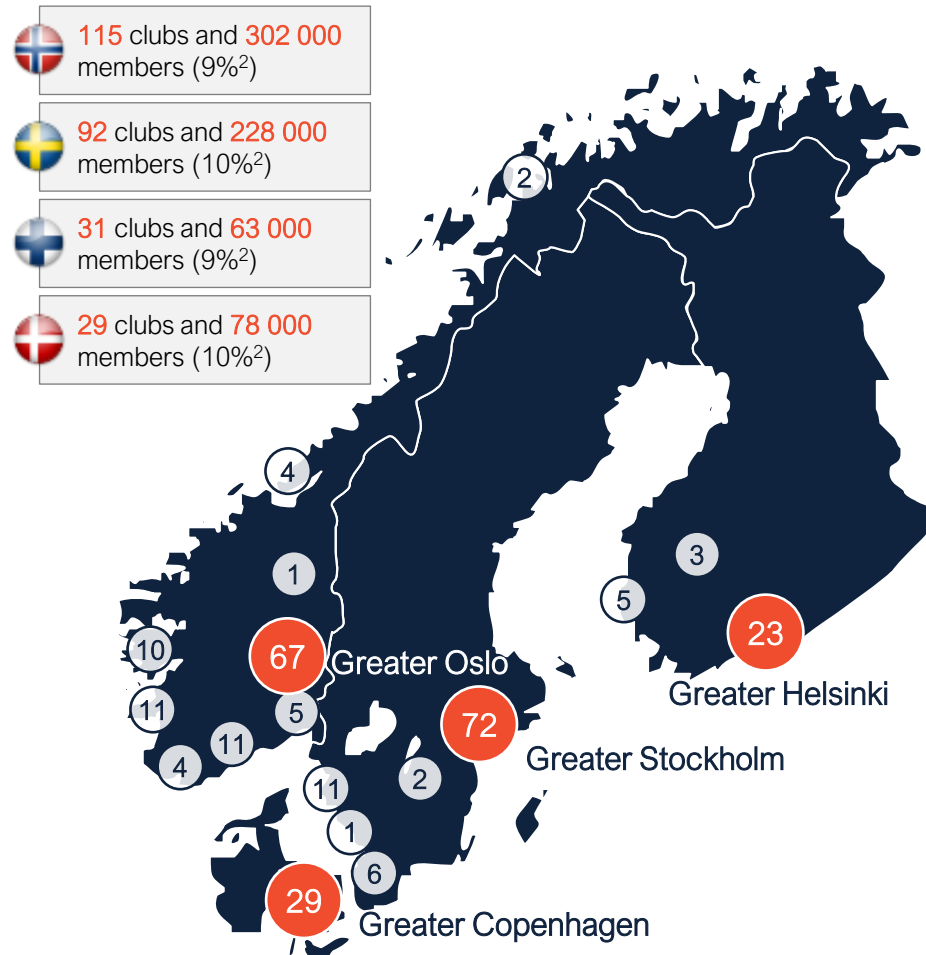 115 clubs and 302 000
members (9%²)
92 clubs and 228 000
members (10%²)
31 clubs and 63 000
members (9%²)
29 clubs and 78 000
members (10%²)
2
4
1
3
5
10
67
Greater Oslo
23
Greater Helsinki
11
5
72
Greater Stockholm
11
4
2
11
1
6
29
Greater Copenhagen